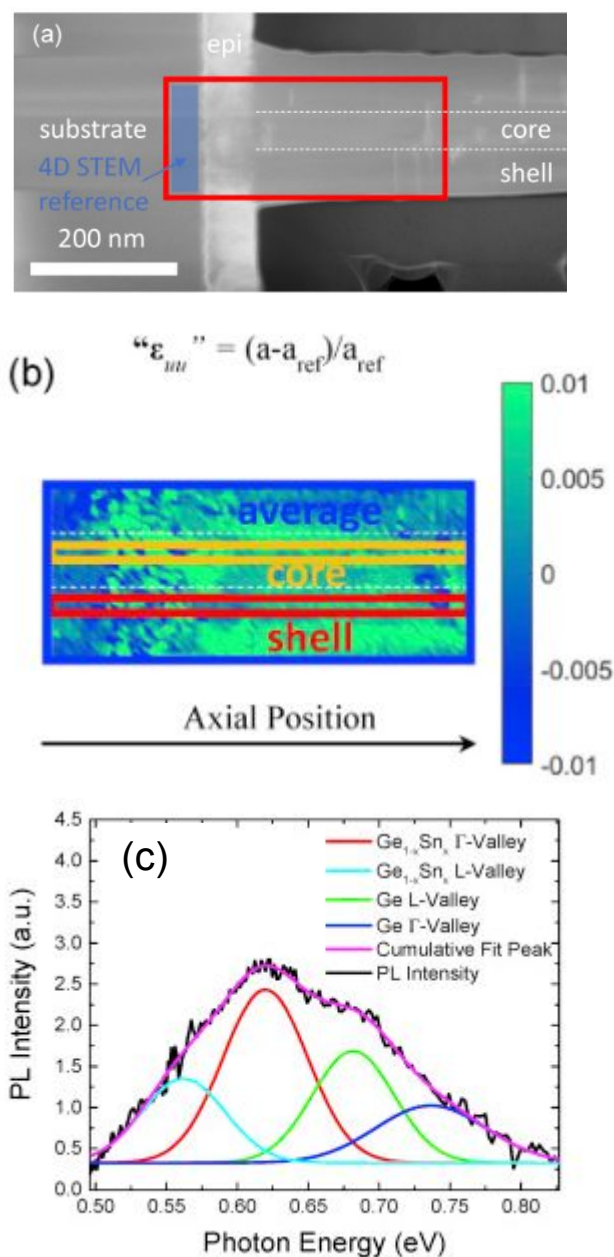 (a)
epi
substrate
core
4D STEM
shell
reference
200 nm
“ε_uu” = (a-a_ref)/a_ref
(b)
0.01
0.005
0
-0.005
-0.01
average
core
shell
Axial Position
(c)
4.5
4.0
3.5
3.0
2.5
2.0
1.5
1.0
0.5
0.0
PL Intensity (a.u.)
Ge₁₋ₓSnₓ Γ-Valley
Ge₁₋ₓSnₓ L-Valley
Ge L-Valley
Ge Γ-Valley
Cumulative Fit Peak
PL Intensity
0.50 0.55 0.60 0.65 0.70 0.75 0.80
Photon Energy (eV)